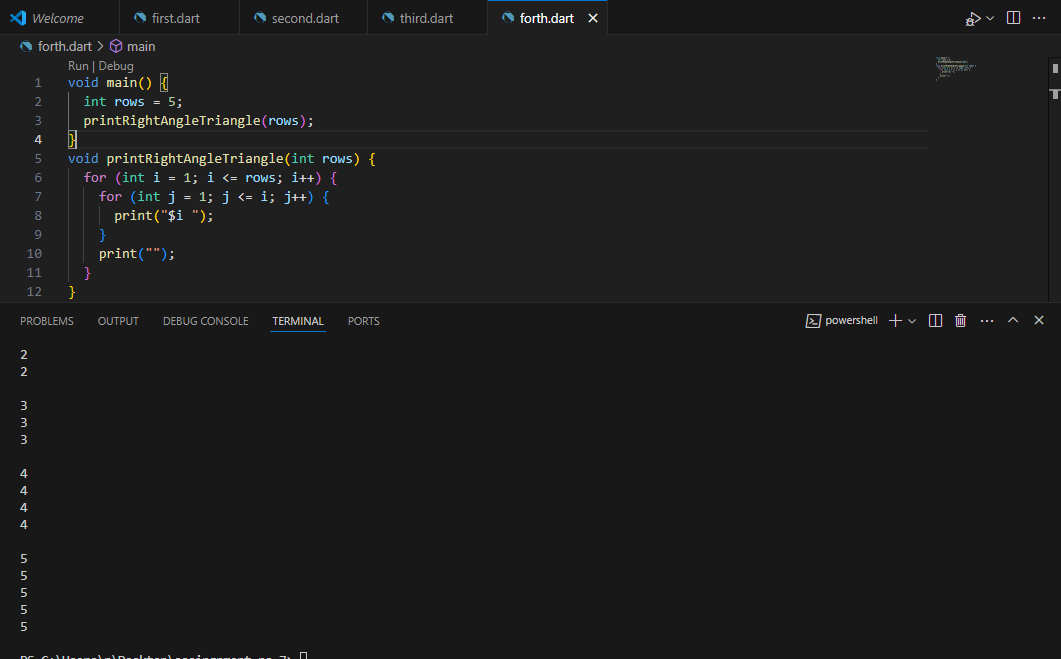 Welcome first.dart second.dart third.dart forth.dart
forth.dart > main
Run | Debug
1 void main() {
2 int rows = 5;
3 printRightAngleTriangle(rows);
4 }
5 void printRightAngleTriangle(int rows) {
6 for (int i = 1; i <= rows; i++) {
7 for (int j = 1; j <= i; j++) {
8 print("$i ");
9 }
10 print("");
11 }
12 }
PROBLEMS OUTPUT DEBUG CONSOLE TERMINAL PORTS powershell
2
2
3
3
3
4
4
4
4
5
5
5
5
5